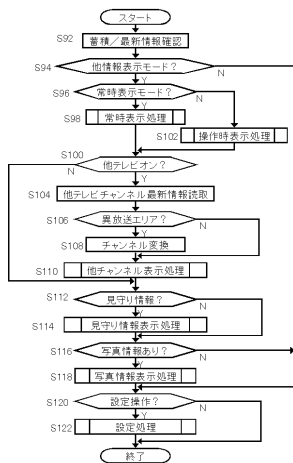 スタート
S92
蓄積／最新情報確認
S94
他情報表示モード？
N
Y
S96
常時表示モード？
N
Y
S98
常時表示処理
S102
操作時表示処理
S100
他テレビオン？
N
Y
S104
他テレビチャンネル最新情報読取
S106
異放送エリア？
N
Y
S108
チャンネル変換
S110
他チャンネル表示処理
S112
見守り情報？
N
Y
S114
見守り情報表示処理
S116
写真情報あり？
N
Y
S118
写真情報表示処理
S120
設定操作？
N
Y
S122
設定処理
終了